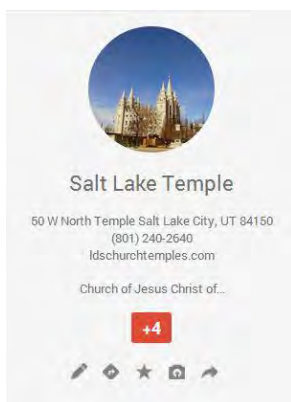 Salt Lake Temple
50 W North Temple Salt Lake City, UT 84150
(801) 240-2640
ldschurchtemples.com
Church of Jesus Christ of...
+4